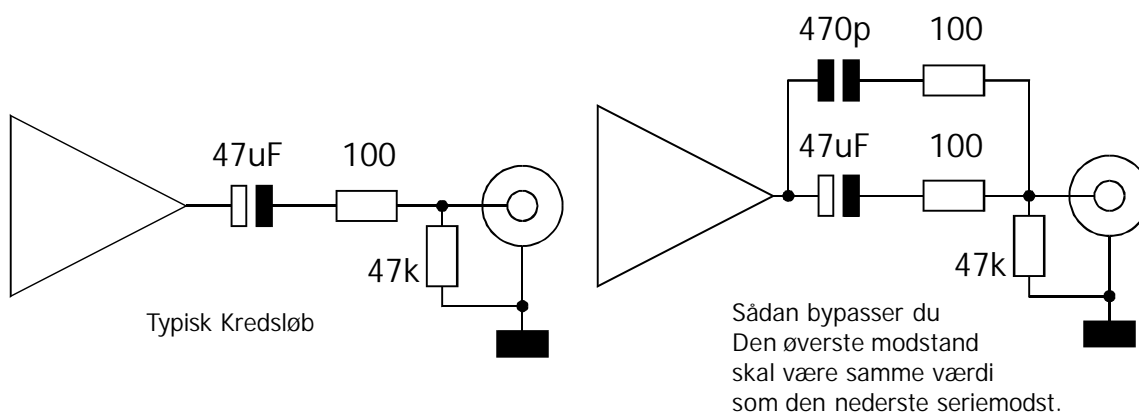 47uF
100
47k
Typisk Kredsløb
470p
100
47uF
100
47k
Sådan bypasser du
Den øverste modstand
skal være samme værdi
som den nederste seriemodst.